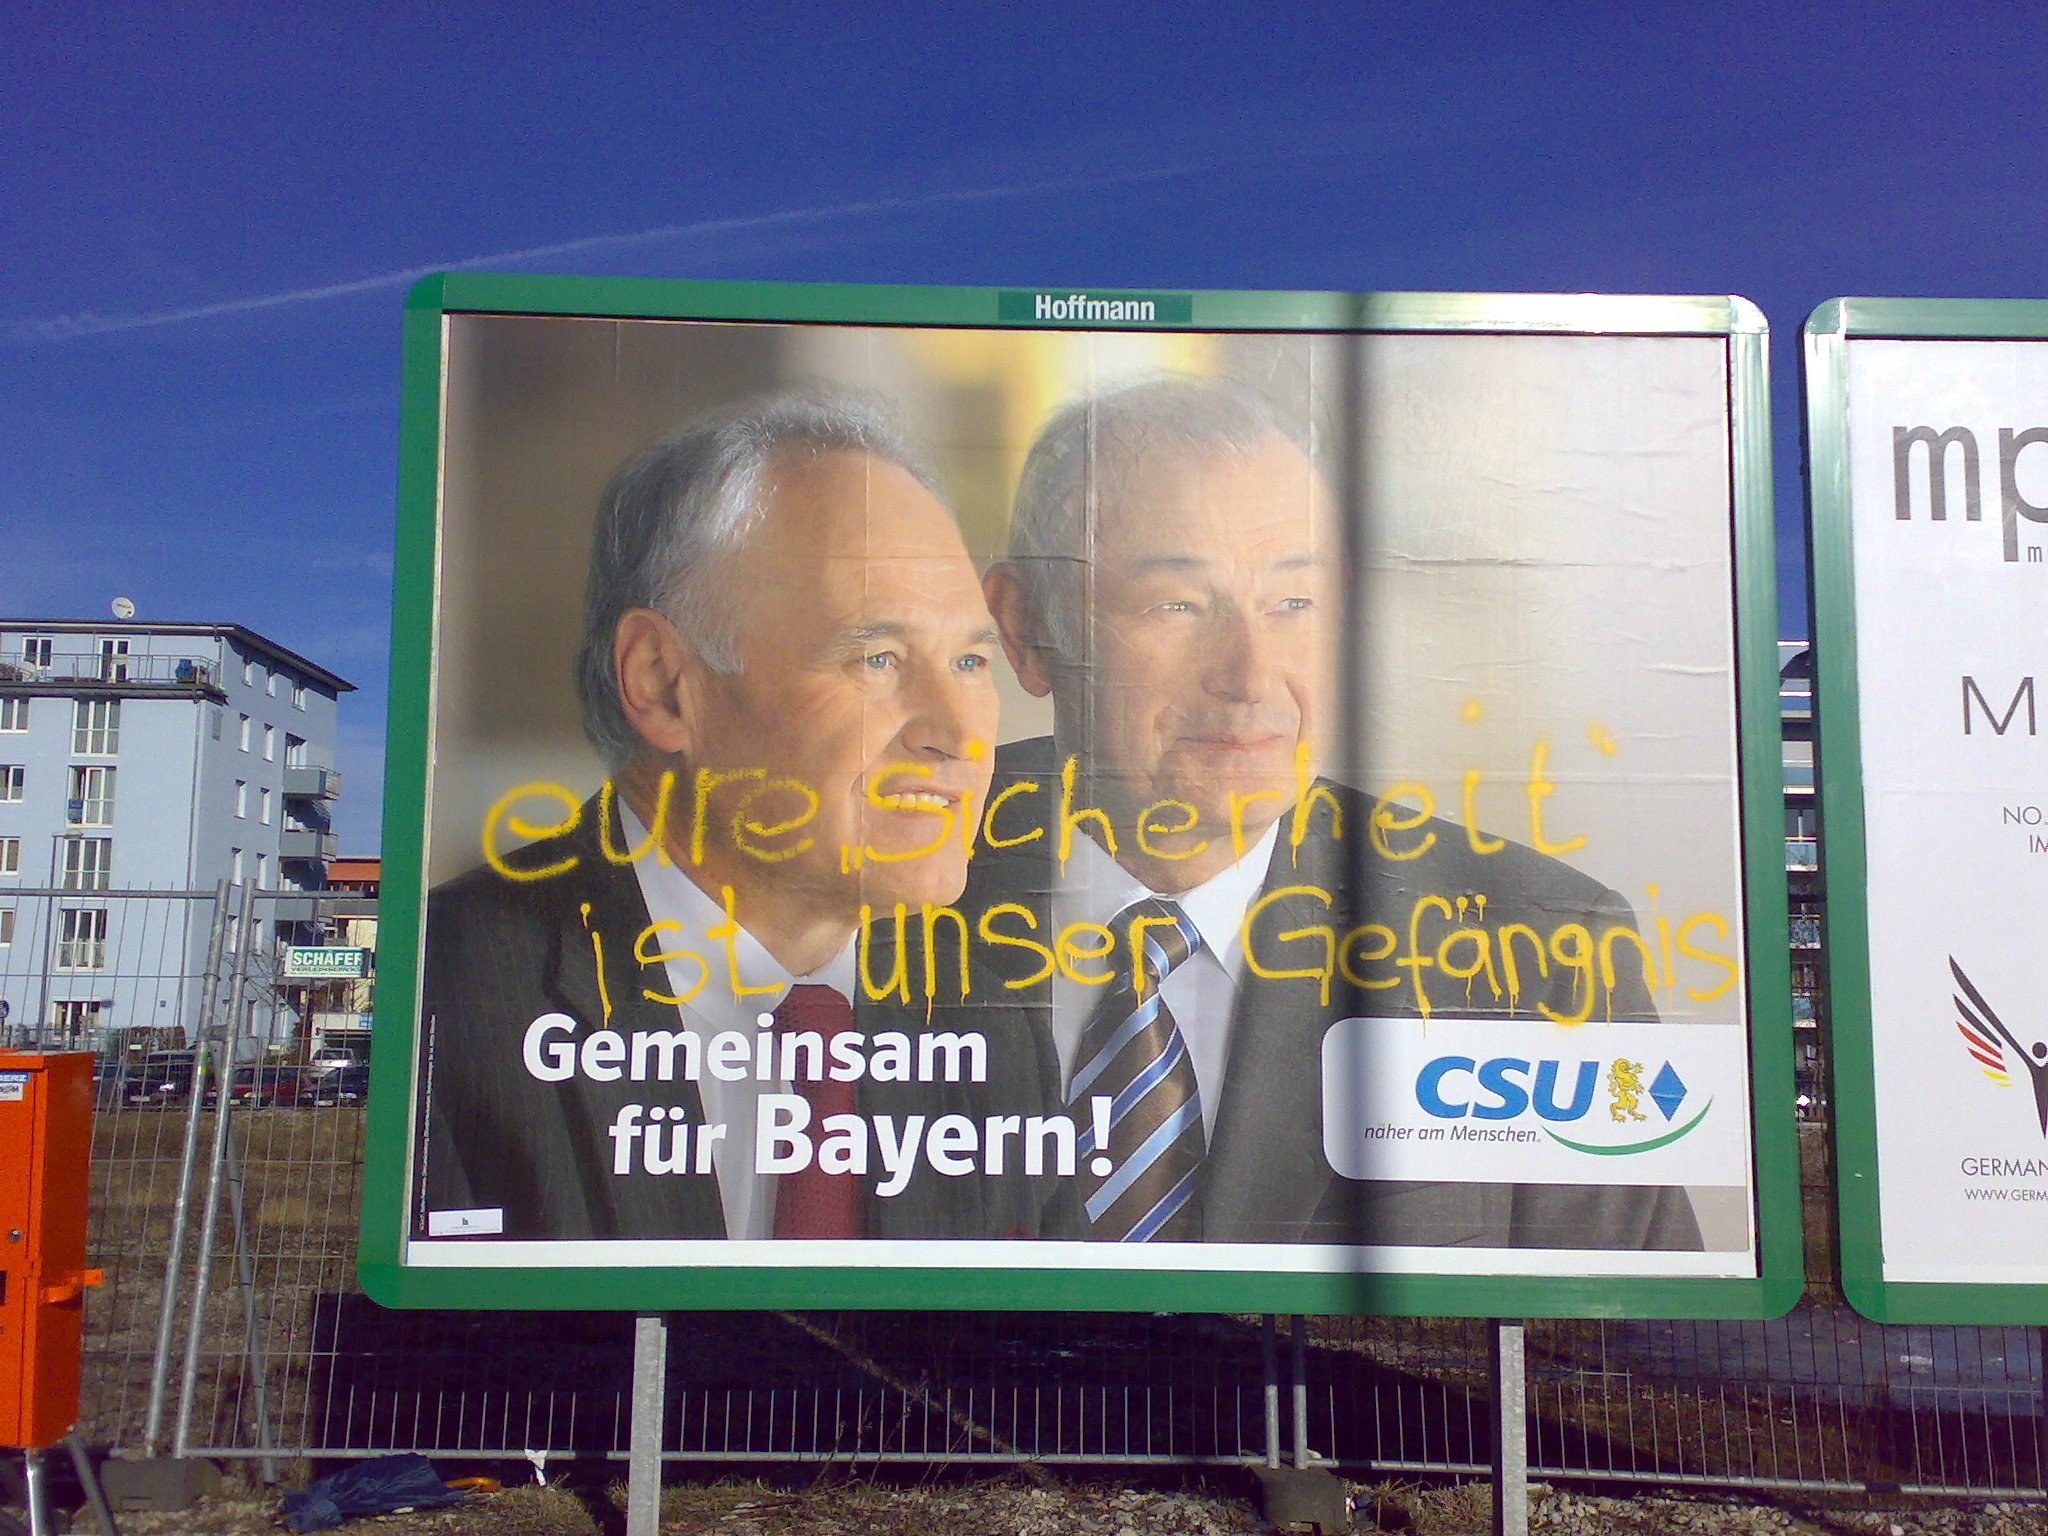 Hoffmann
eure „Sicherheit‟
ist unser Gefängnis
Gemeinsam
für Bayern!
CSU
näher am Menschen.
SCHÄFER
mp
m
M
NO.
IM
GERMAN
WWW.GERM